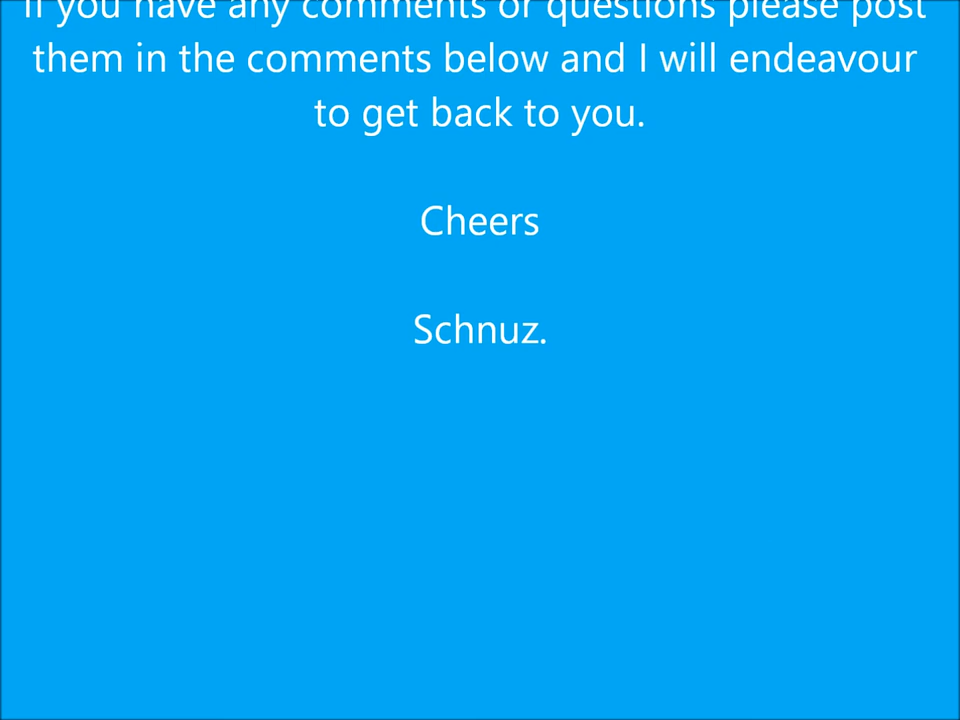 If you have any comments or questions please post
them in the comments below and I will endeavour
to get back to you.
Cheers
Schnuz.